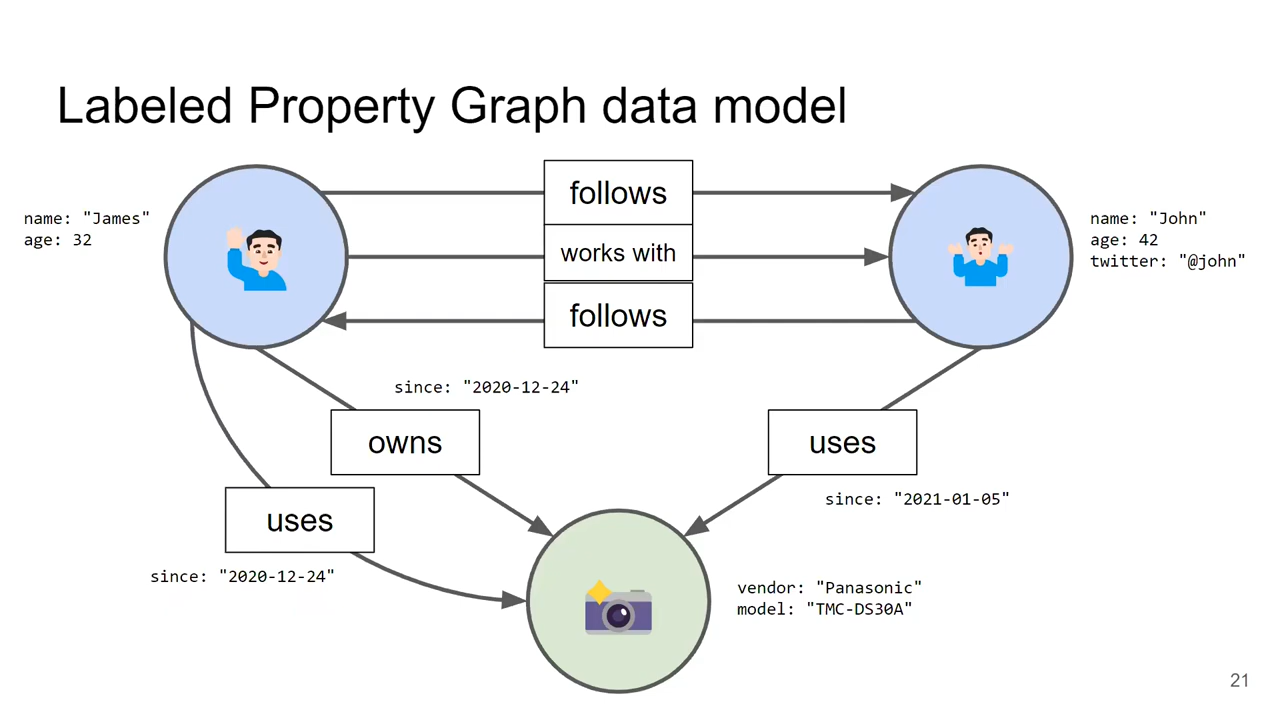 Labeled Property Graph data model
name: "James"
age: 32
follows
works with
follows
name: "John"
age: 42
twitter: "@john"
since: "2020-12-24"
owns
uses
since: "2021-01-05"
uses
since: "2020-12-24"
vendor: "Panasonic"
model: "TMC-DS30A"
21